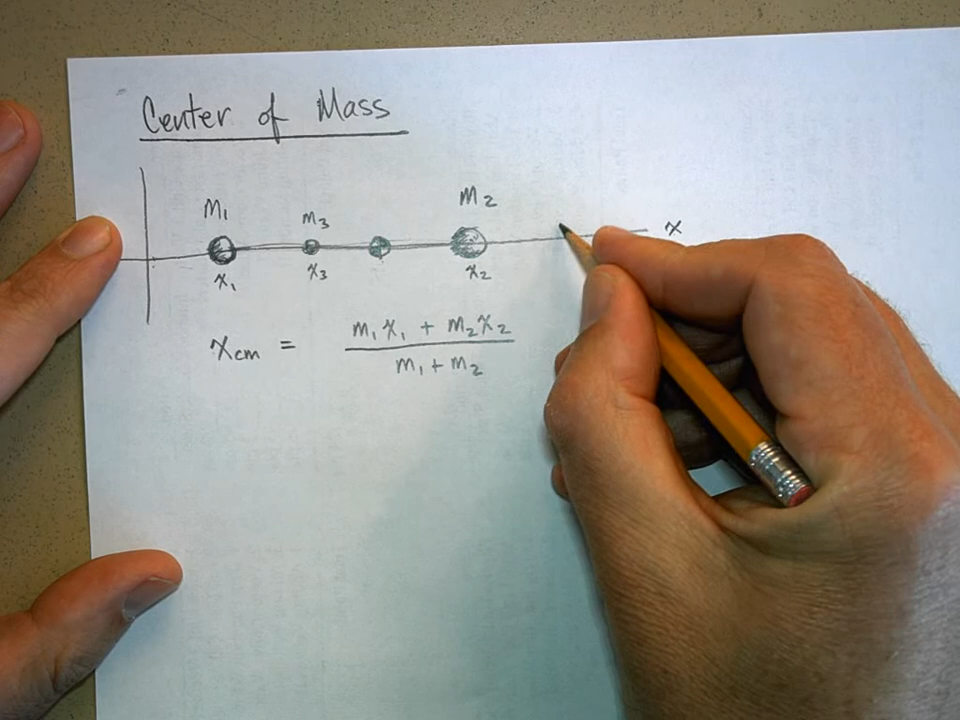 Center of Mass
M₁ m₃ M₂
x
x₁ x₃ x₂
x_cm = (m₁x₁ + m₂x₂) / (m₁ + m₂)